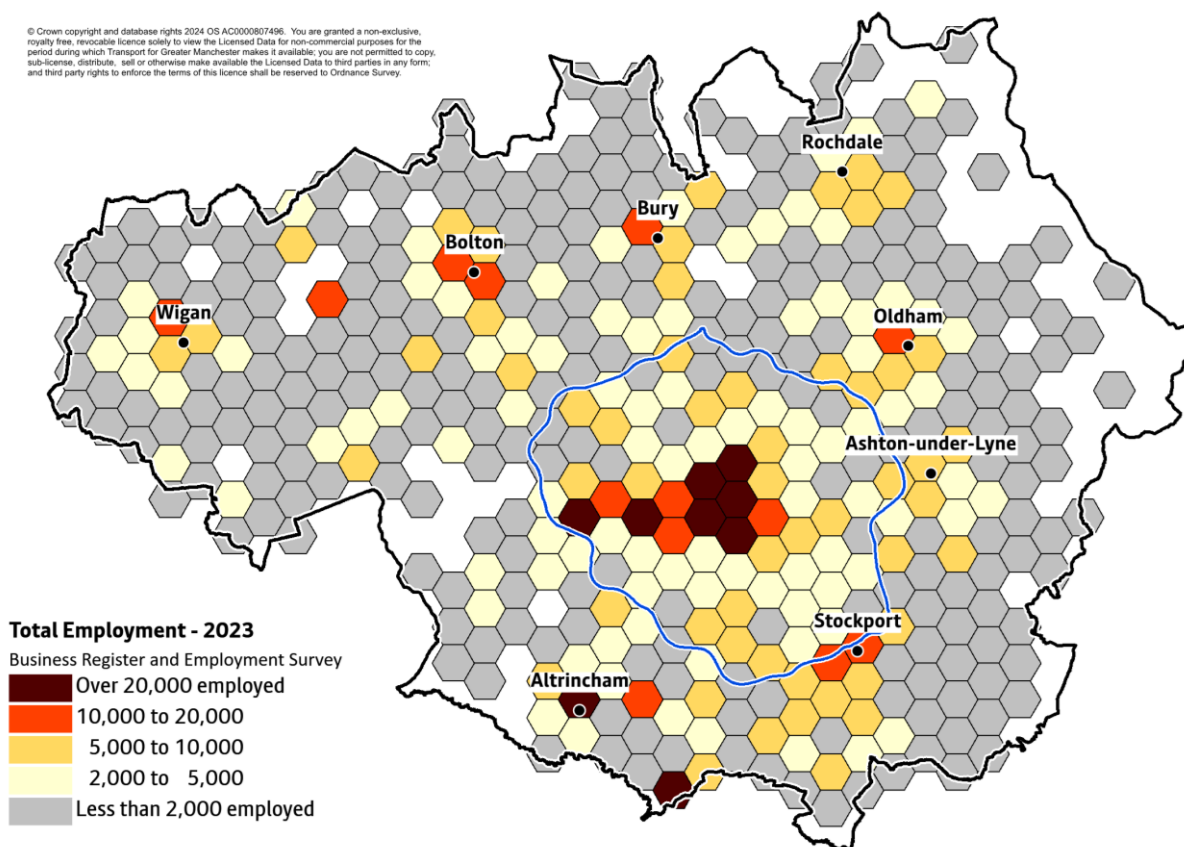 © Crown copyright and database rights 2024 OS AC0000807496. You are granted a non-exclusive,
royalty free, revocable licence solely to view the Licensed Data for non-commercial purposes for the
period during which Transport for Greater Manchester makes it available; you are not permitted to copy,
sub-license, distribute, sell or otherwise make available the Licensed Data to third parties in any form;
and third party rights to enforce the terms of this licence shall be reserved to Ordnance Survey.
Rochdale
Bury
Bolton
Wigan
Oldham
Ashton-under-Lyne
Stockport
Altrincham
Total Employment - 2023
Business Register and Employment Survey
Over 20,000 employed
10,000 to 20,000
5,000 to 10,000
2,000 to 5,000
Less than 2,000 employed